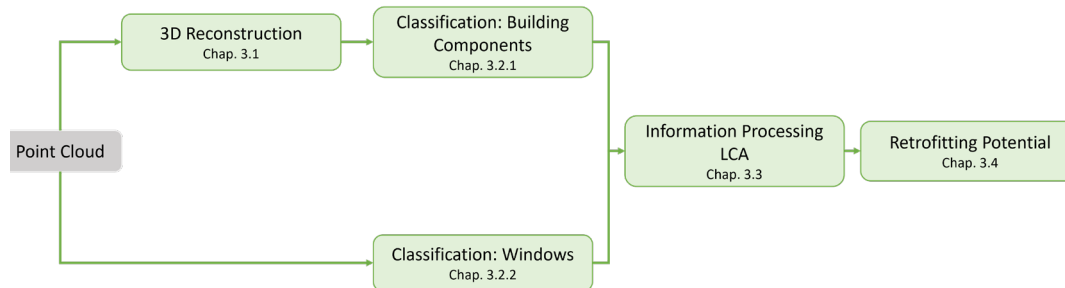 3D Reconstruction
Chap. 3.1
Classification: Building
Components
Chap. 3.2.1
Point Cloud
Information Processing
LCA
Chap. 3.3
Retrofitting Potential
Chap. 3.4
Classification: Windows
Chap. 3.2.2